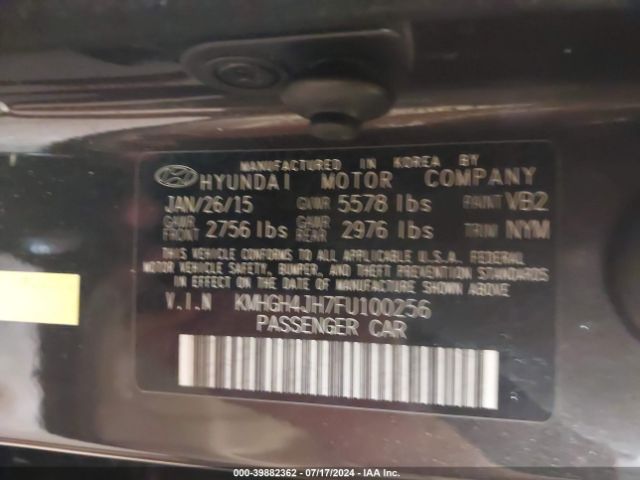 MANUFACTURED IN KOREA BY
HYUNDAI MOTOR COMPANY
JAN/26/15 GVWR 5578 lbs PAINT VB2
GAWR FRONT 2756 lbs GAWR REAR 2976 lbs TRIM NYM
THIS VEHICLE CONFORMS TO ALL APPLICABLE U.S.A. FEDERAL
MOTOR VEHICLE SAFETY, BUMPER, AND THEFT PREVENTION STANDARDS
IN EFFECT ON THE DATE OF MANUFACTURE SHOWN ABOVE
V.I.N KMHGH4JH7FU100256
PASSENGER CAR
000-39882362 - 07/17/2024 - IAA Inc.